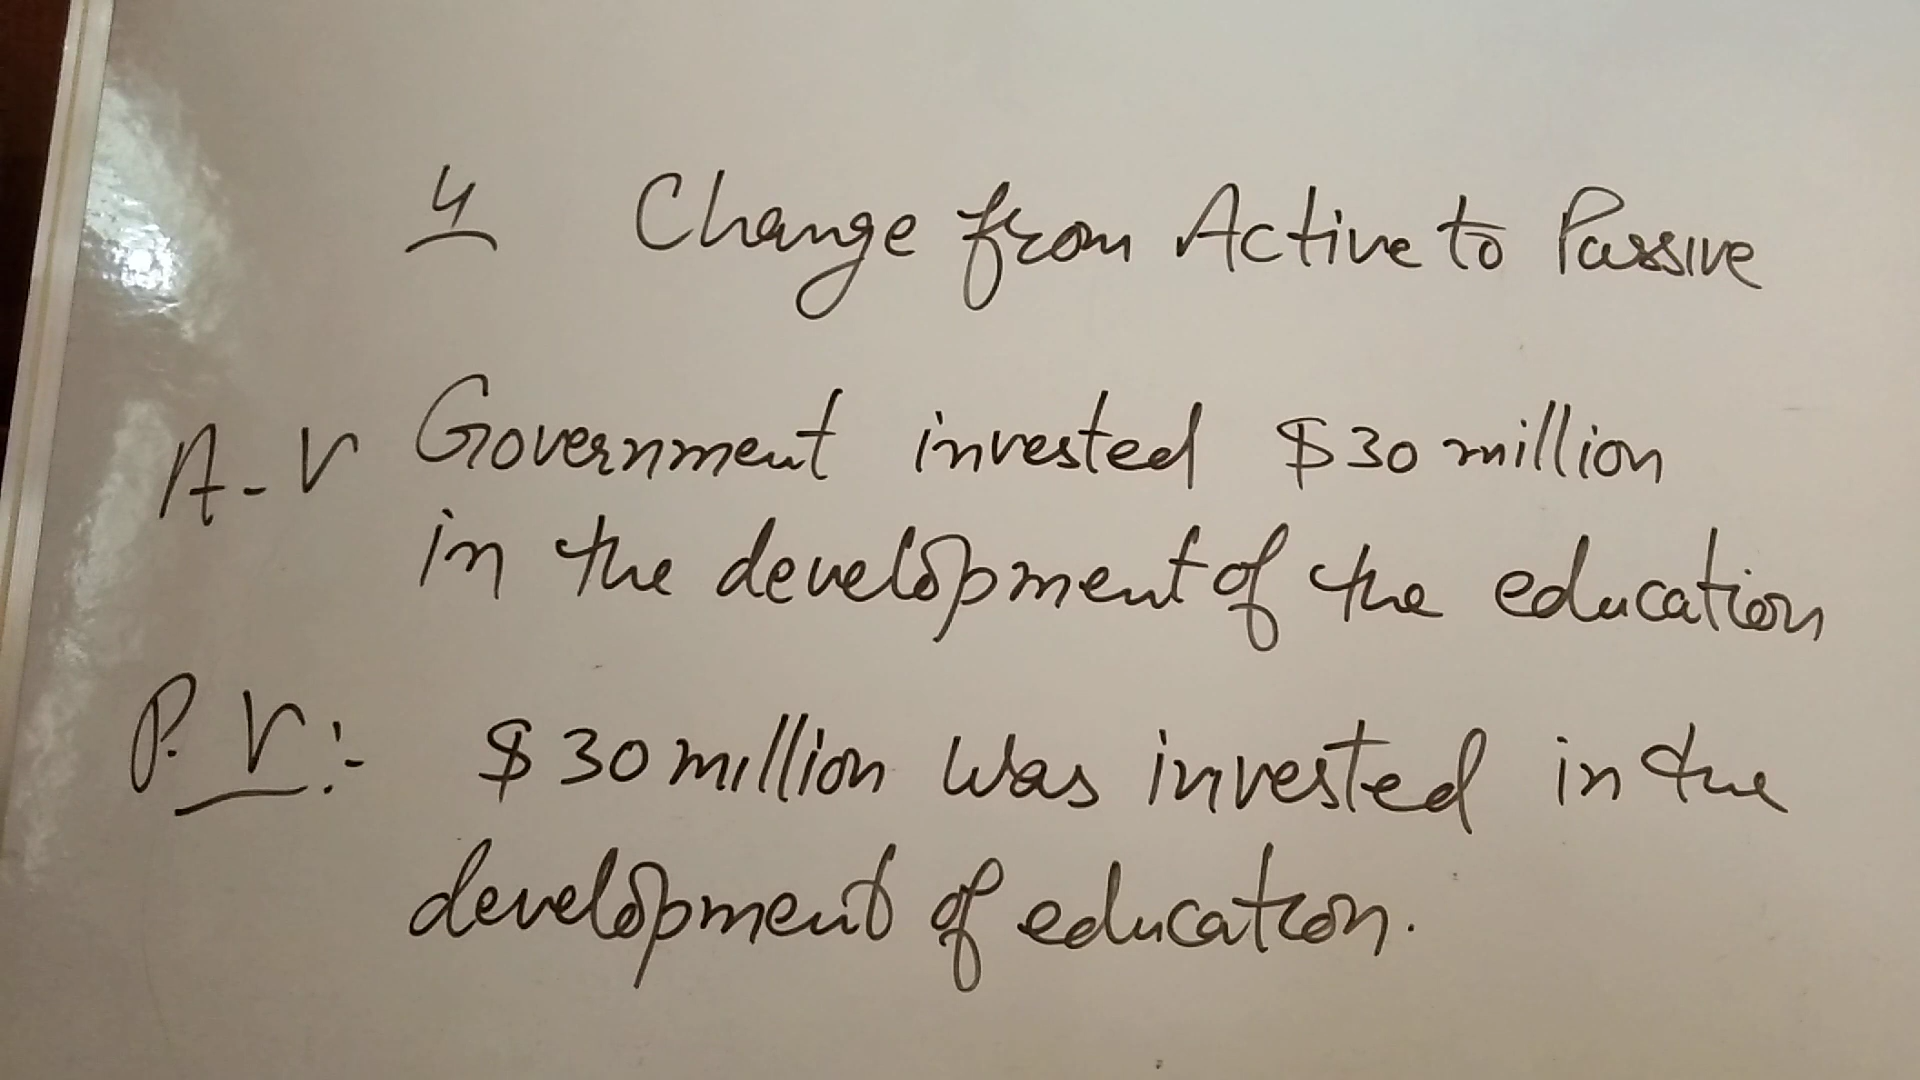 4 Change from Active to Passive
A-V Government invested $30 million
in the development of the education
P.V:- $30 million was invested in the
development of education.